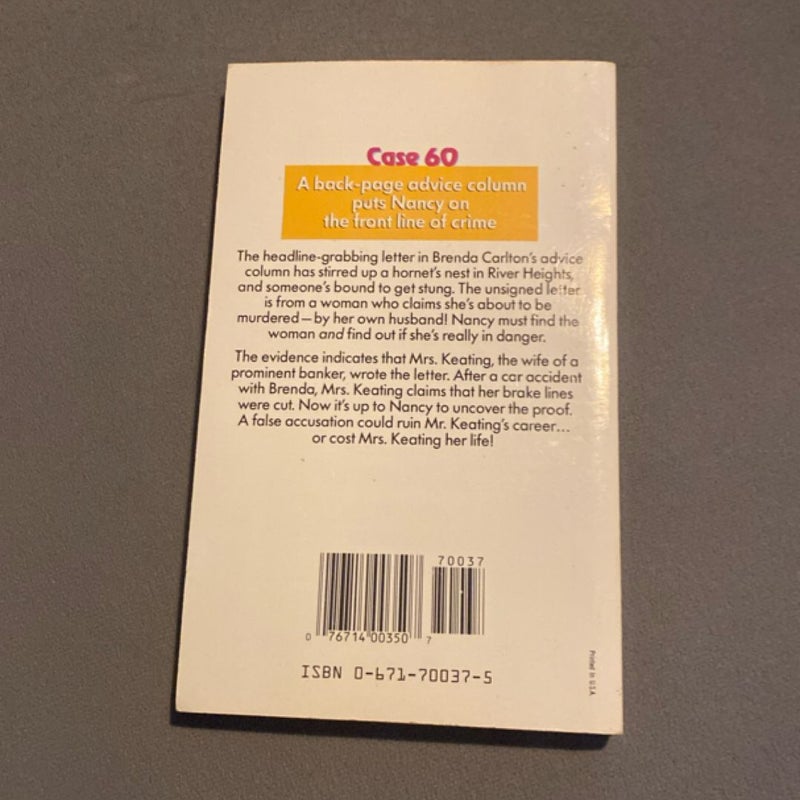 Case 60
A back-page advice column
puts Nancy on
the front line of crime
The headline-grabbing letter in Brenda Carlton's advice
column has stirred up a hornet's nest in River Heights,
and someone's bound to get stung. The unsigned letter
is from a woman who claims she's about to be
murdered—by her own husband! Nancy must find the
woman and find out if she's really in danger.
The evidence indicates that Mrs. Keating, the wife of a
prominent banker, wrote the letter. After a car accident
with Brenda, Mrs. Keating claims that her brake lines
were cut. Now it's up to Nancy to uncover the proof.
A false accusation could ruin Mr. Keating's career...
or cost Mrs. Keating her life!
70037
0 76714 00350 7
ISBN 0-671-70037-5
Printed in U.S.A.